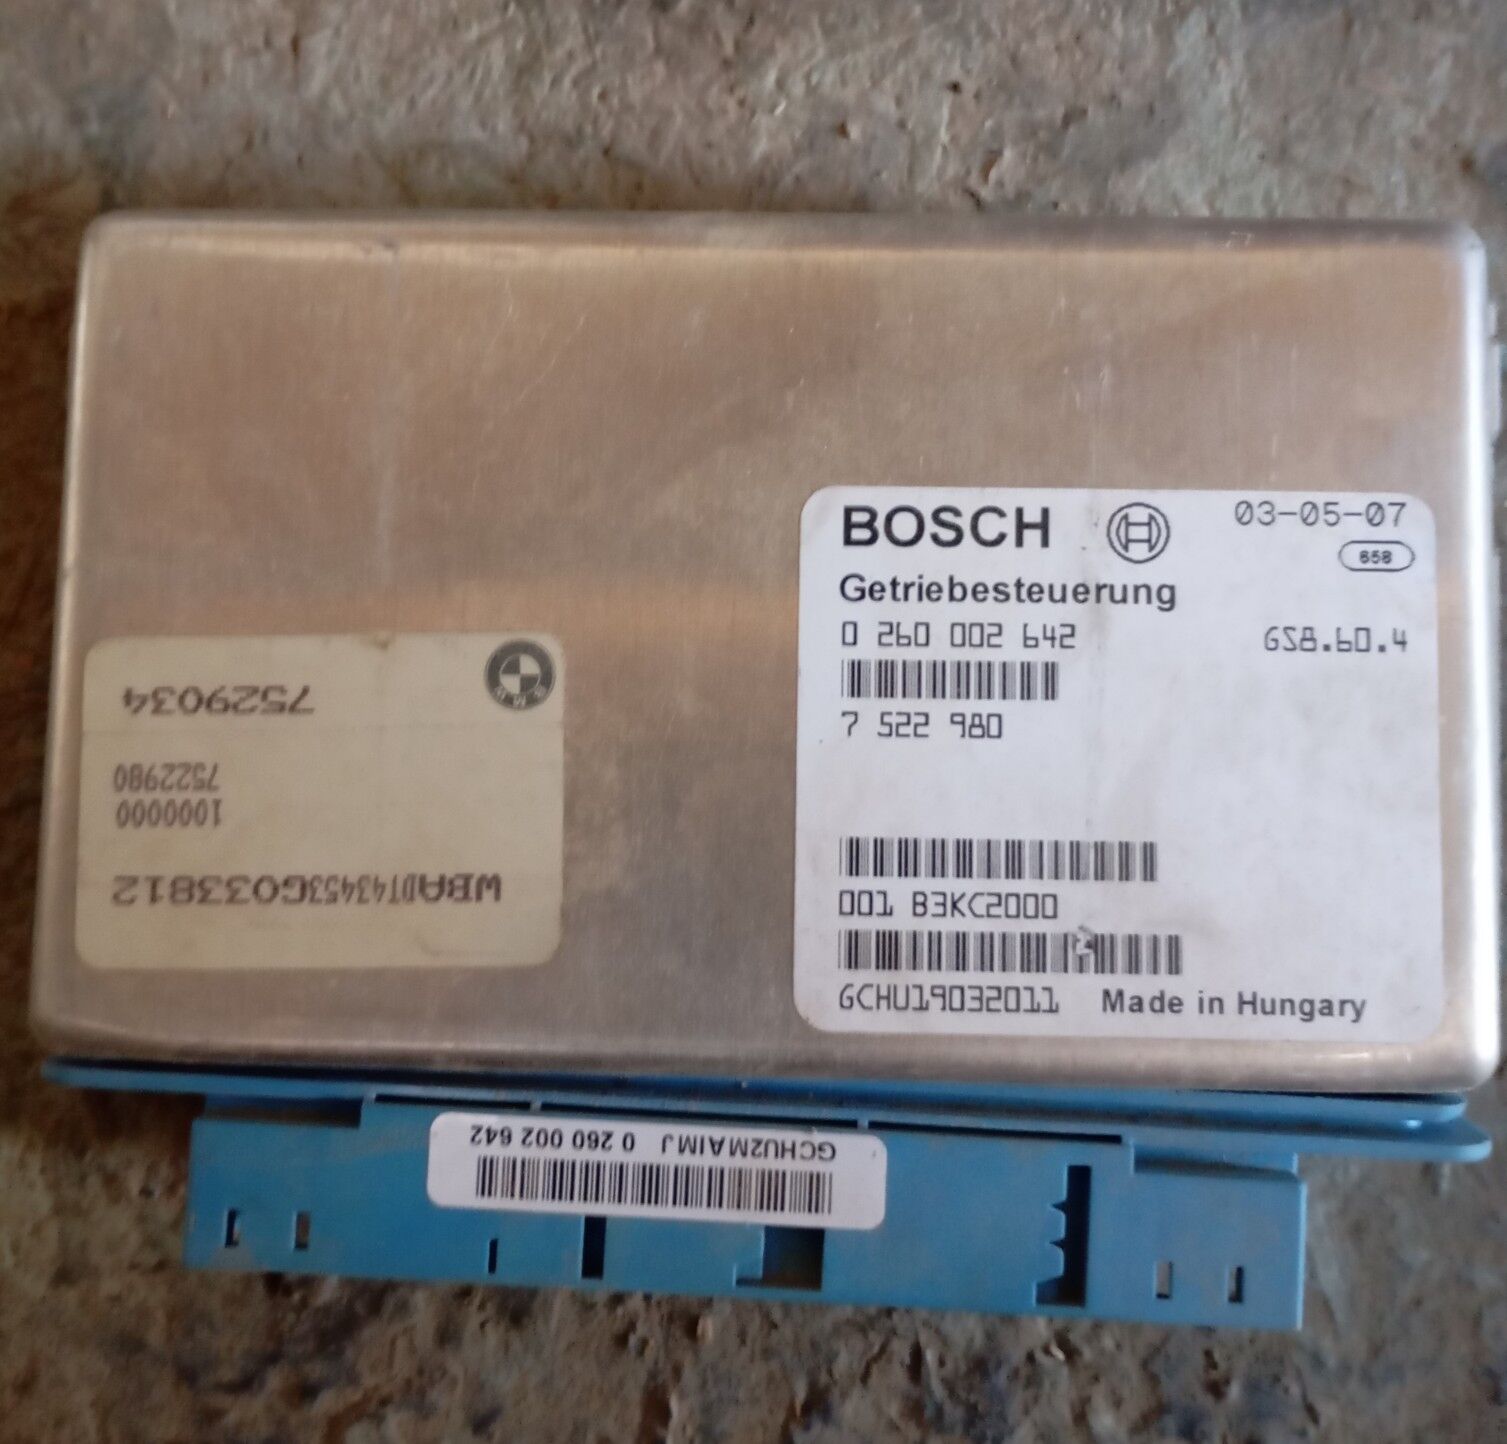 BOSCH
03-05-07
658
Getriebesteuerung
0 260 002 642
GS8.60.4
7 522 980
001 B3KC2000
GCHU19032011 Made in Hungary
BMW
7529034
7522980
1000000
WBADT43453G033812
GCHU2MAIMJ 0 260 002 642